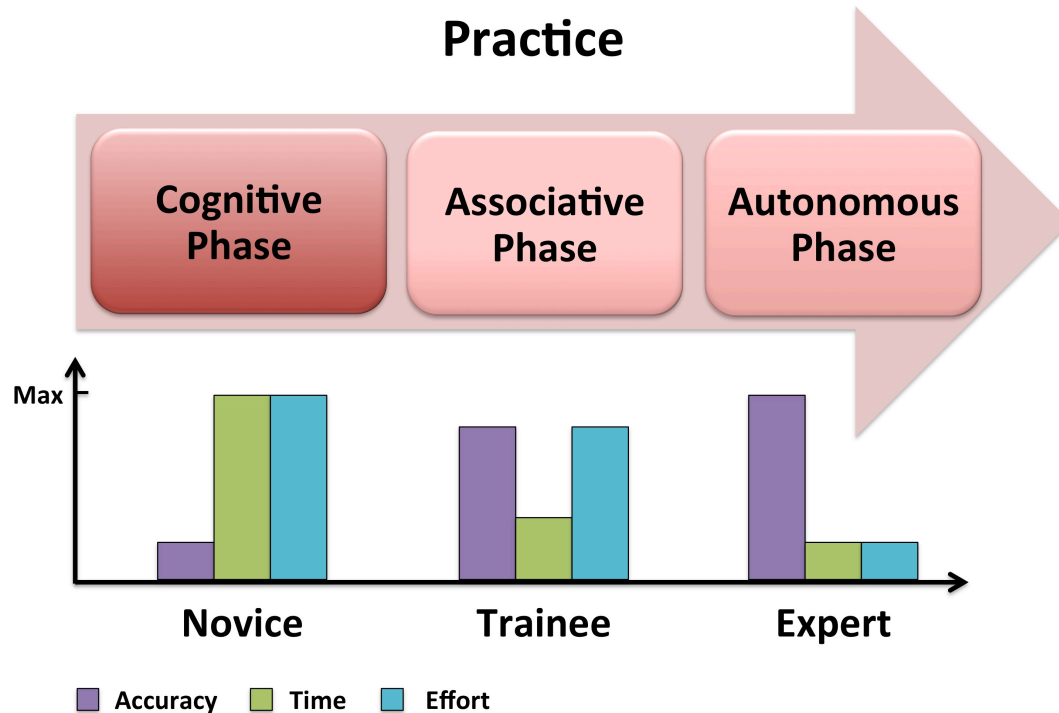 Practice
Cognitive
Phase
Associative
Phase
Autonomous
Phase
Max
Novice Trainee Expert
Accuracy Time Effort